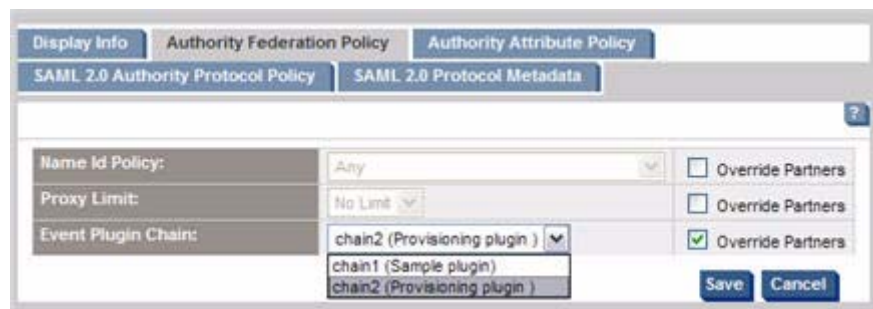 Display Info Authority Federation Policy Authority Attribute Policy
SAML 2.0 Authority Protocol Policy SAML 2.0 Protocol Metadata
?
Name Id Policy: Any Override Partners
Proxy Limit: No Limit Override Partners
Event Plugin Chain: chain2 (Provisioning plugin ) Override Partners
chain1 (Sample plugin)
chain2 (Provisioning plugin )
Save Cancel